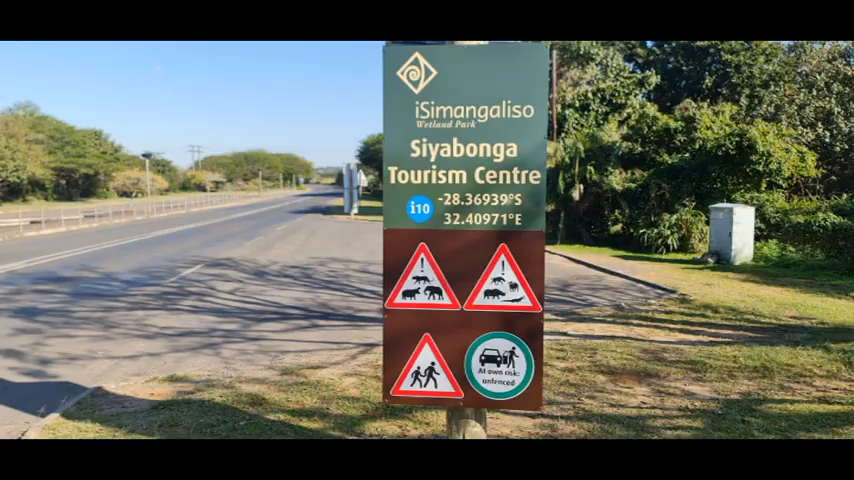 iSimangaliso
Wetland Park
Siyabonga
Tourism Centre
i10
-28.36939°S
32.40971°E
!
!
At own risk:
unfenced